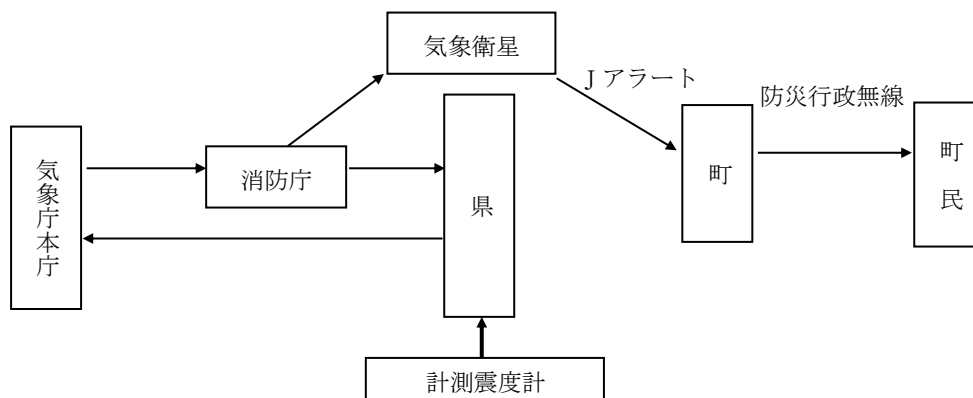 気象衛星
Jアラート
防災行政無線
気象庁本庁
消防庁
県
町
町民
計測震度計